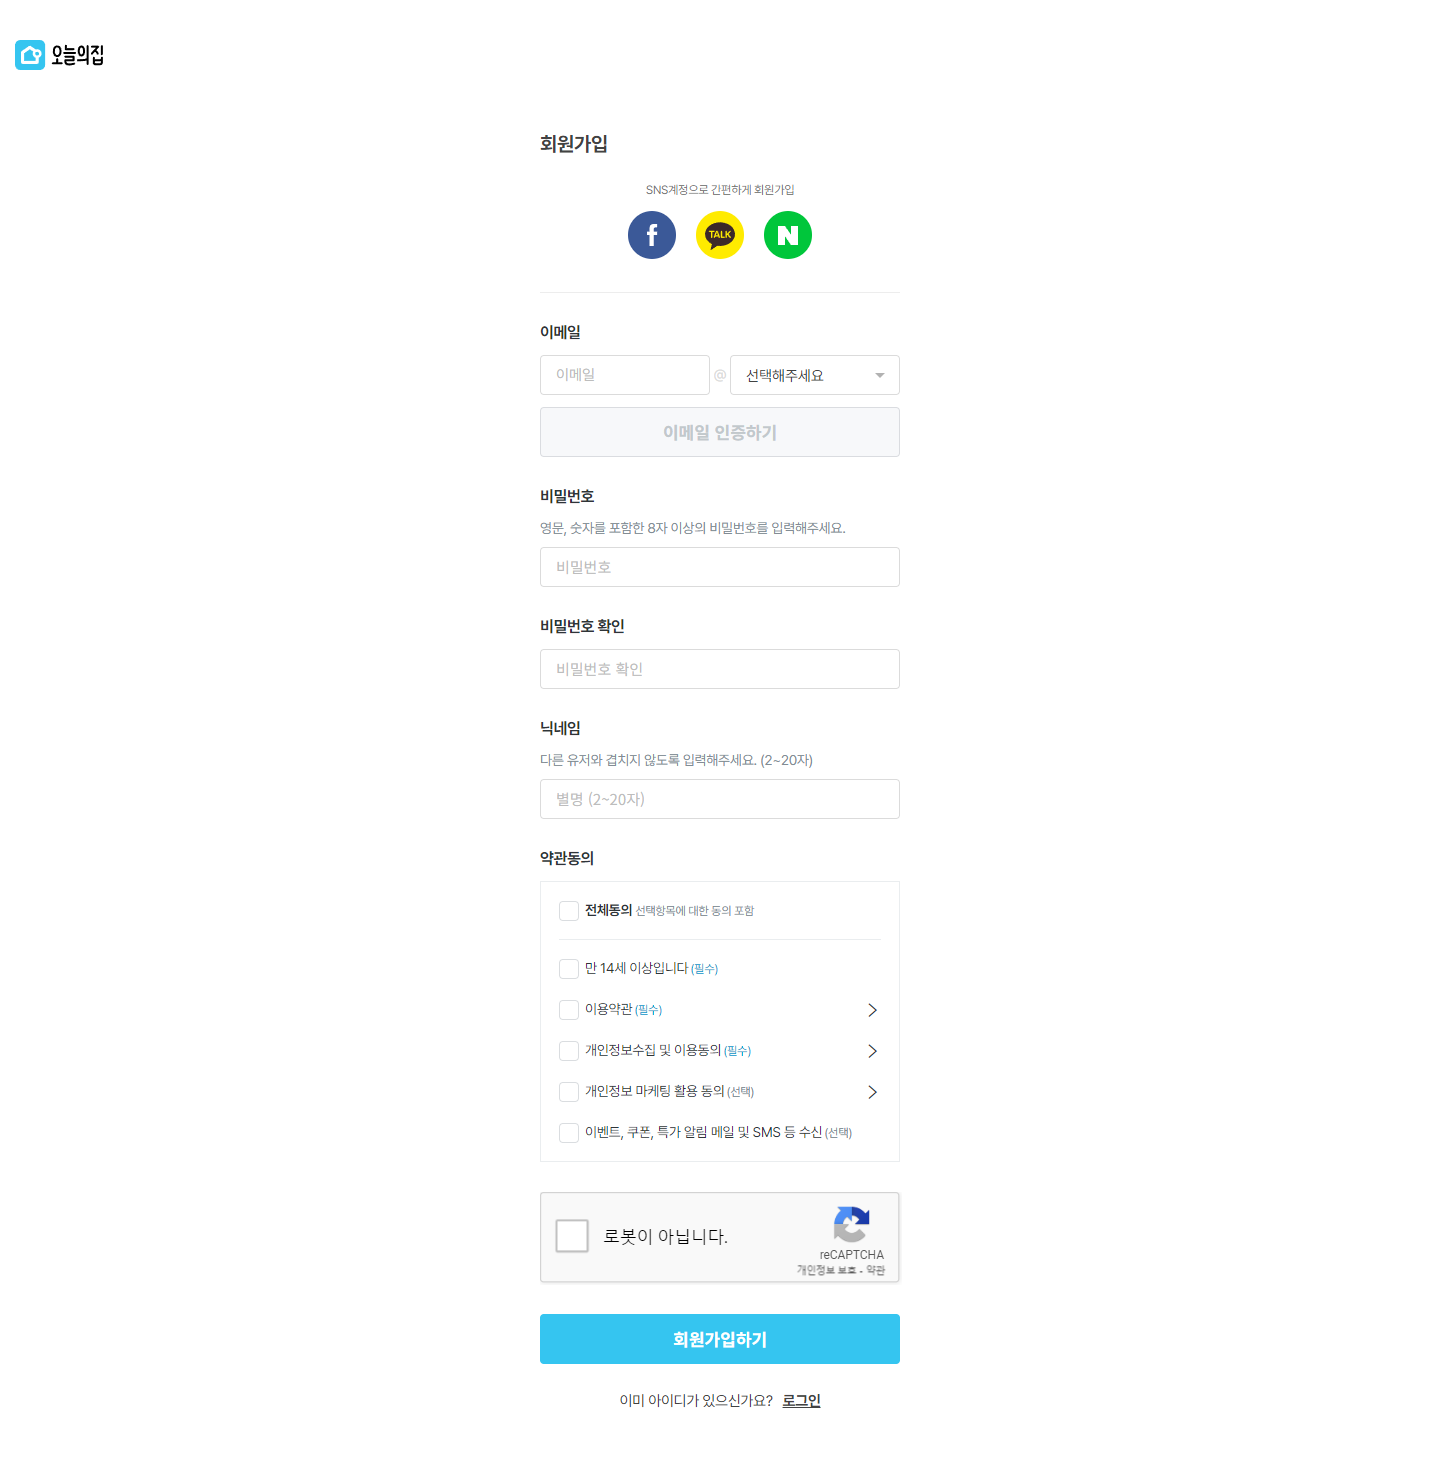 오늘의집
회원가입
SNS계정으로 간편하게 회원가입
f TALK N
이메일
이메일 @ 선택해주세요
이메일 인증하기
비밀번호
영문, 숫자를 포함한 8자 이상의 비밀번호를 입력해주세요.
비밀번호
비밀번호 확인
비밀번호 확인
닉네임
다른 유저와 겹치지 않도록 입력해주세요. (2~20자)
별명 (2~20자)
약관동의
전체동의 선택항목에 대한 동의 포함
만 14세 이상입니다 (필수)
이용약관 (필수)
개인정보수집 및 이용동의 (필수)
개인정보 마케팅 활용 동의 (선택)
이벤트, 쿠폰, 특가 알림 메일 및 SMS 등 수신 (선택)
로봇이 아닙니다.
reCAPTCHA
개인정보 보호 - 약관
회원가입하기
이미 아이디가 있으신가요? 로그인